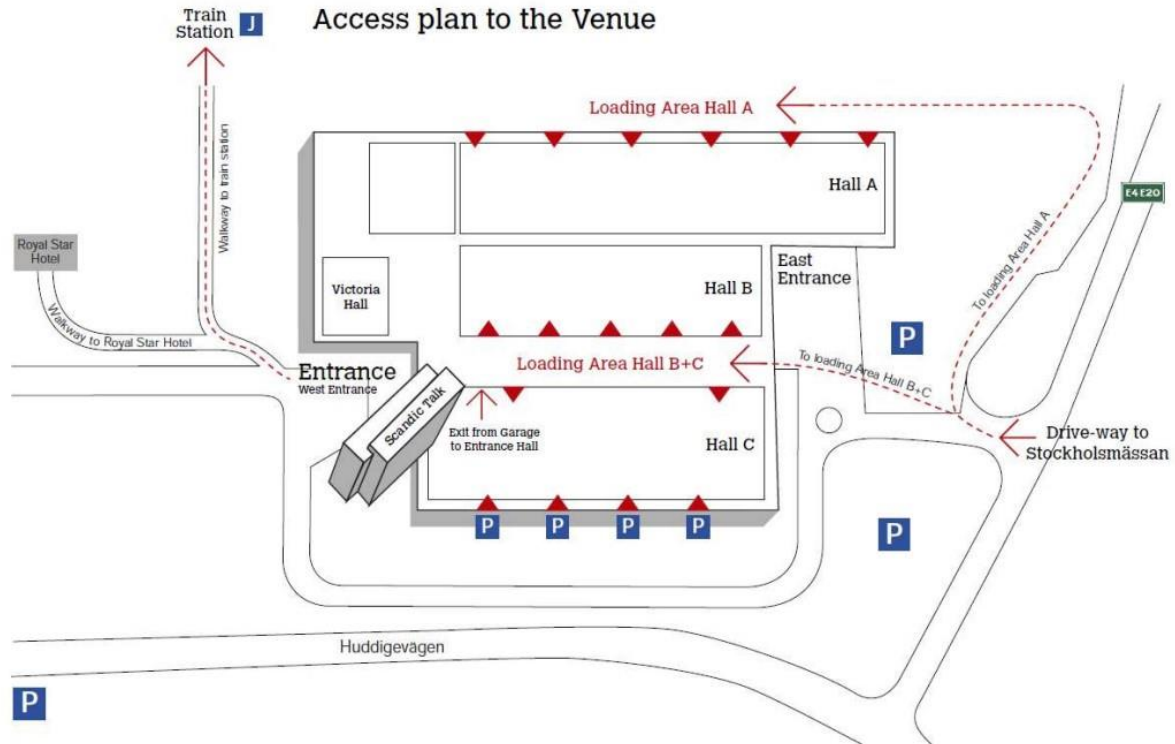 Access plan to the Venue
Train
Station
J
Loading Area Hall A
Walkway to train station
Hall A
E4 E20
Royal Star
Hotel
To loading Area Hall A
East
Entrance
Victoria
Hall
Hall B
P
Walkway to Royal Star Hotel
Loading Area Hall B+C
To loading Area Hall B+C
Entrance
West Entrance
Scandic Talk
Exit from Garage
to Entrance Hall
Hall C
Drive-way to
Stockholsmässan
P
P
P
P
P
Huddigevägen
P